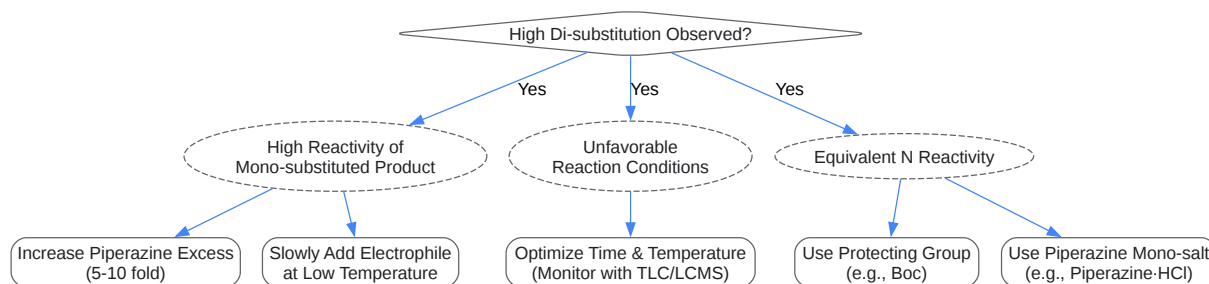 High Di-substitution Observed?
Yes
Yes
Yes
High Reactivity of
Mono-substituted Product
Unfavorable
Reaction Conditions
Equivalent N Reactivity
Increase Piperazine Excess
(5-10 fold)
Slowly Add Electrophile
at Low Temperature
Optimize Time & Temperature
(Monitor with TLC/LCMS)
Use Protecting Group
(e.g., Boc)
Use Piperazine Mono-salt
(e.g., Piperazine·HCl)